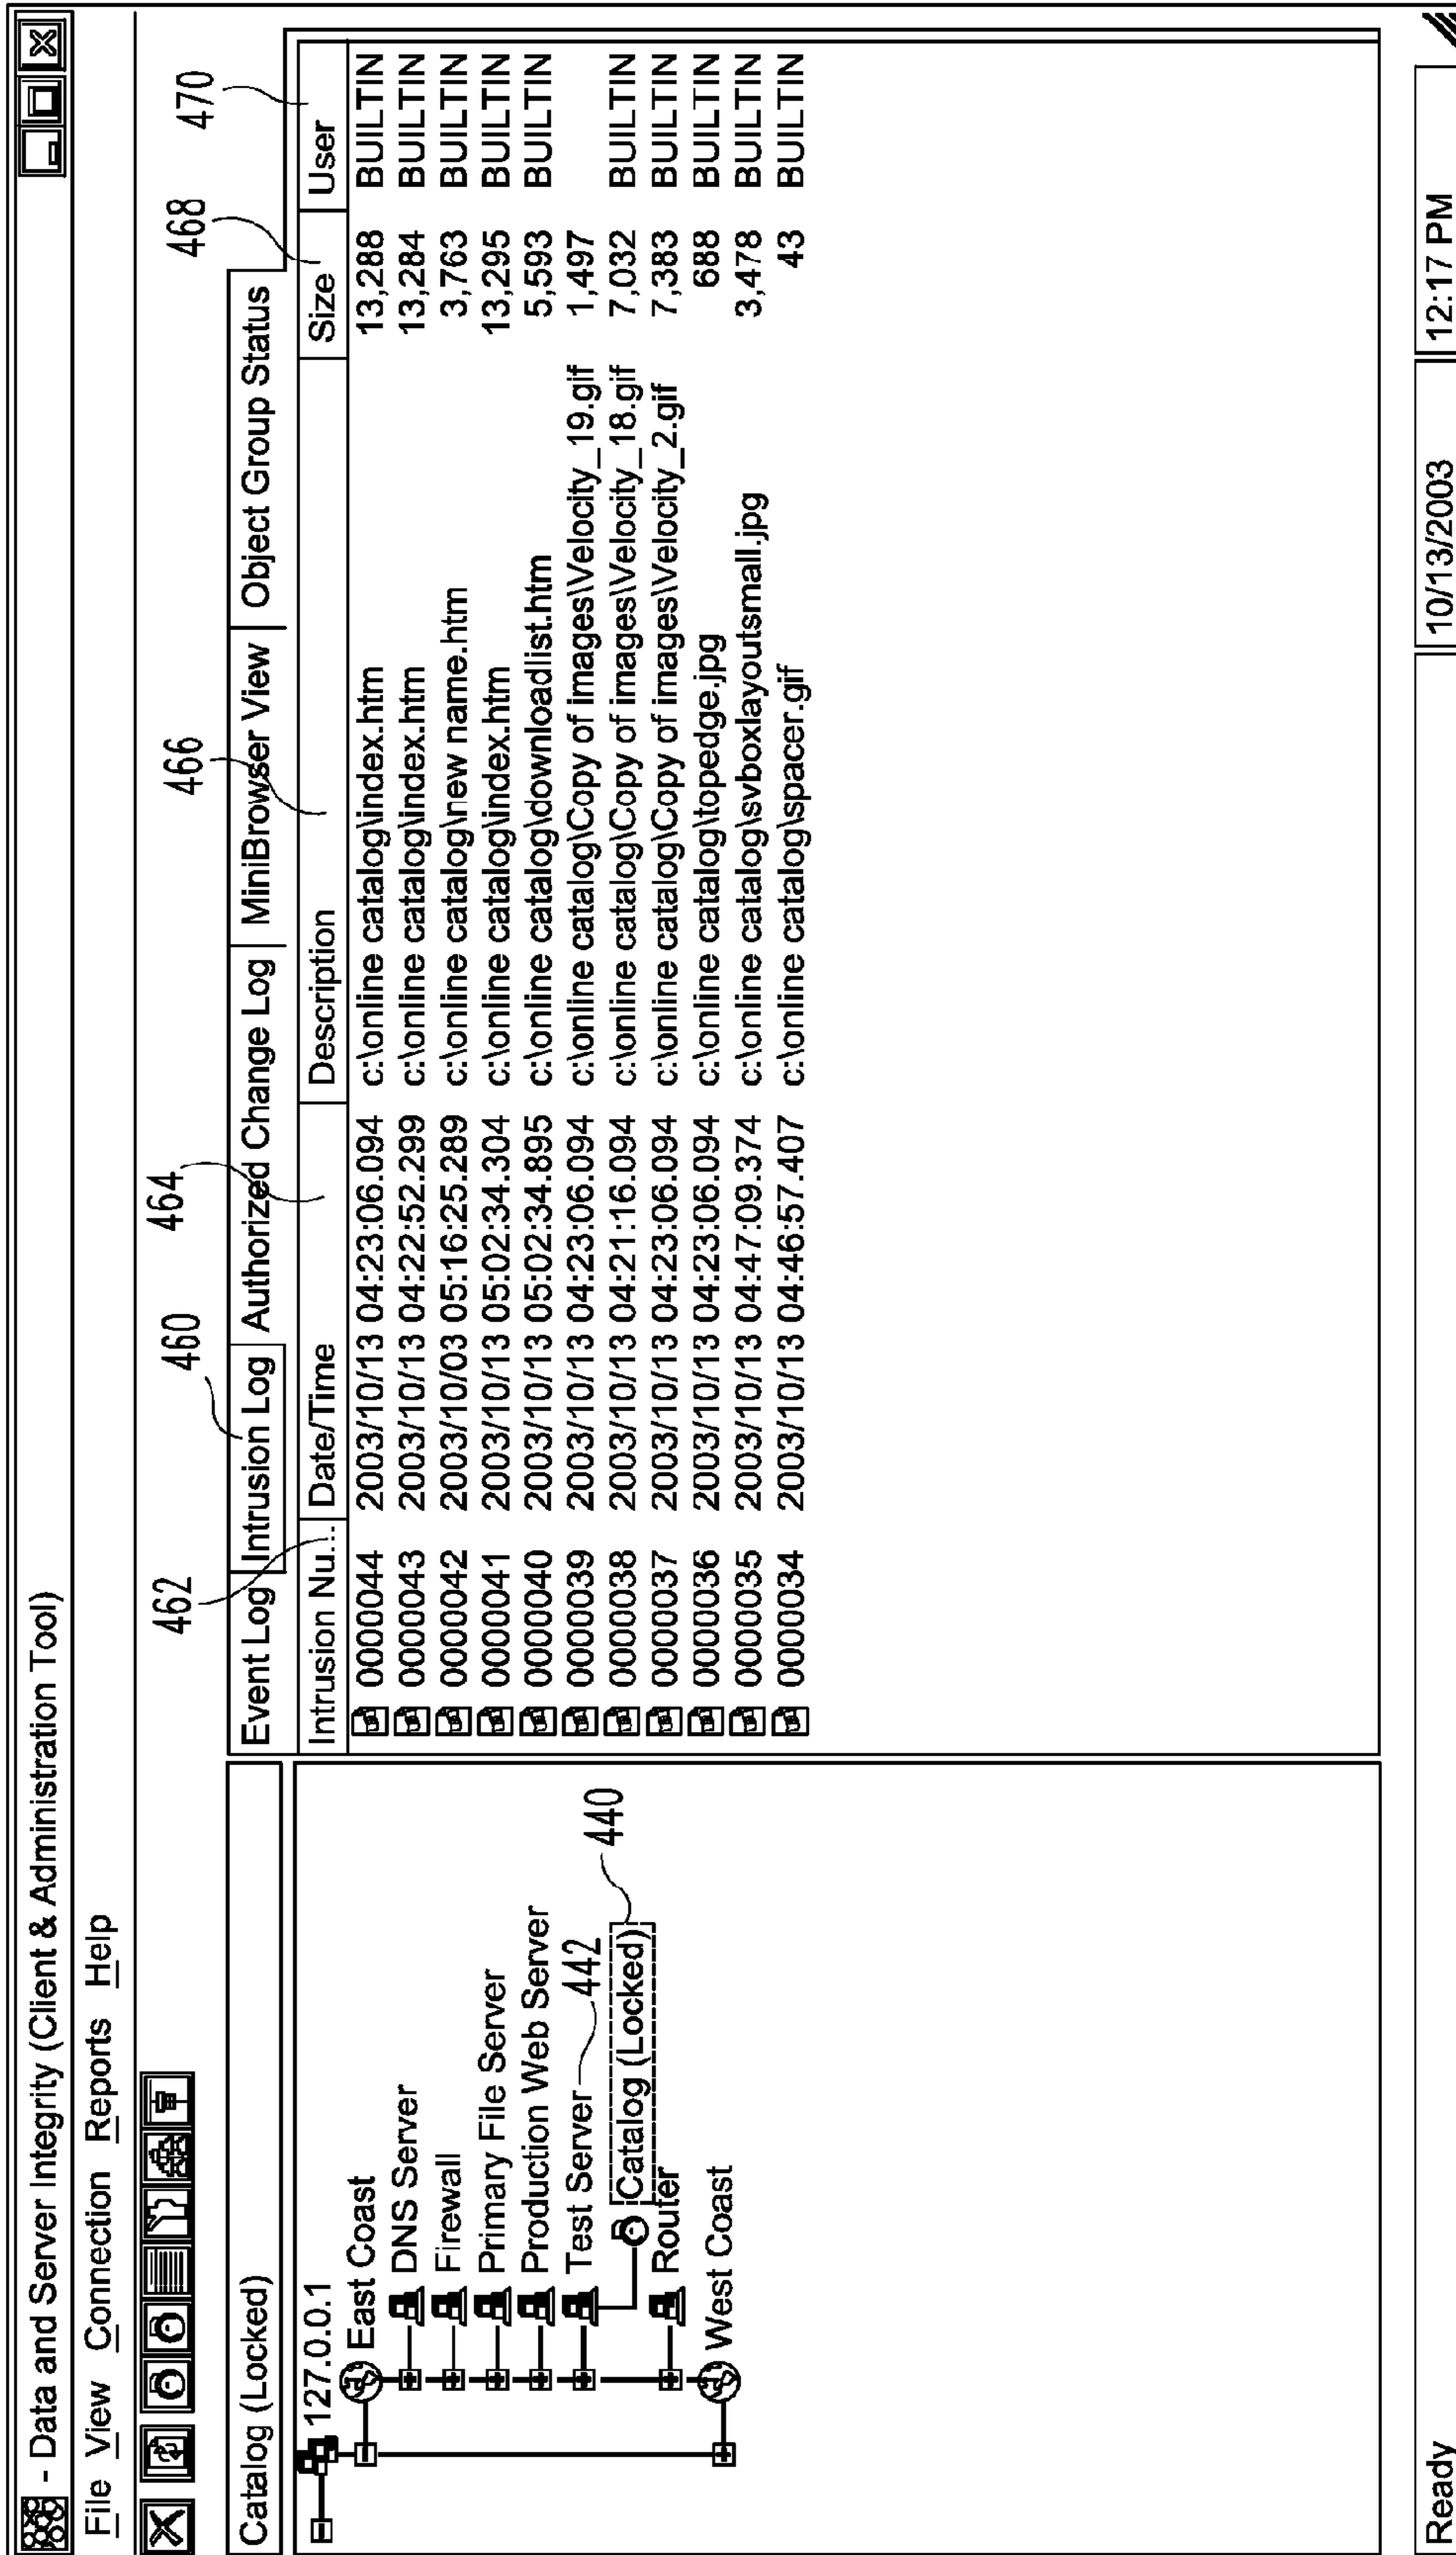 - Data and Server Integrity (Client & Administration Tool)
File View Connection Reports Help
Catalog (Locked)
127.0.0.1
East Coast
DNS Server
Firewall
Primary File Server
Production Web Server
Test Server 442
Catalog (Locked) 440
Router
West Coast
462 460 464 466 468 470
Event Log Intrusion Log Authorized Change Log MiniBrowser View Object Group Status
Intrusion Nu... Date/Time Description Size User
0000044 2003/10/13 04:23:06.094 c:\online catalog\index.htm 13,288 BUILTIN
0000043 2003/10/13 04:22:52.299 c:\online catalog\index.htm 13,284 BUILTIN
0000042 2003/10/03 05:16:25.289 c:\online catalog\new name.htm 3,763 BUILTIN
0000041 2003/10/13 05:02:34.304 c:\online catalog\index.htm 13,295 BUILTIN
0000040 2003/10/13 05:02:34.895 c:\online catalog\downloadlist.htm 5,593 BUILTIN
0000039 2003/10/13 04:23:06.094 c:\online catalog\Copy of images\Velocity_19.gif 1,497
0000038 2003/10/13 04:21:16.094 c:\online catalog\Copy of images\Velocity_18.gif 7,032 BUILTIN
0000037 2003/10/13 04:23:06.094 c:\online catalog\Copy of images\Velocity_2.gif 7,383 BUILTIN
0000036 2003/10/13 04:23:06.094 c:\online catalog\topedge.jpg 688 BUILTIN
0000035 2003/10/13 04:47:09.374 c:\online catalog\svboxlayoutsmall.jpg 3,478 BUILTIN
0000034 2003/10/13 04:46:57.407 c:\online catalog\spacer.gif 43 BUILTIN
Ready 10/13/2003 12:17 PM